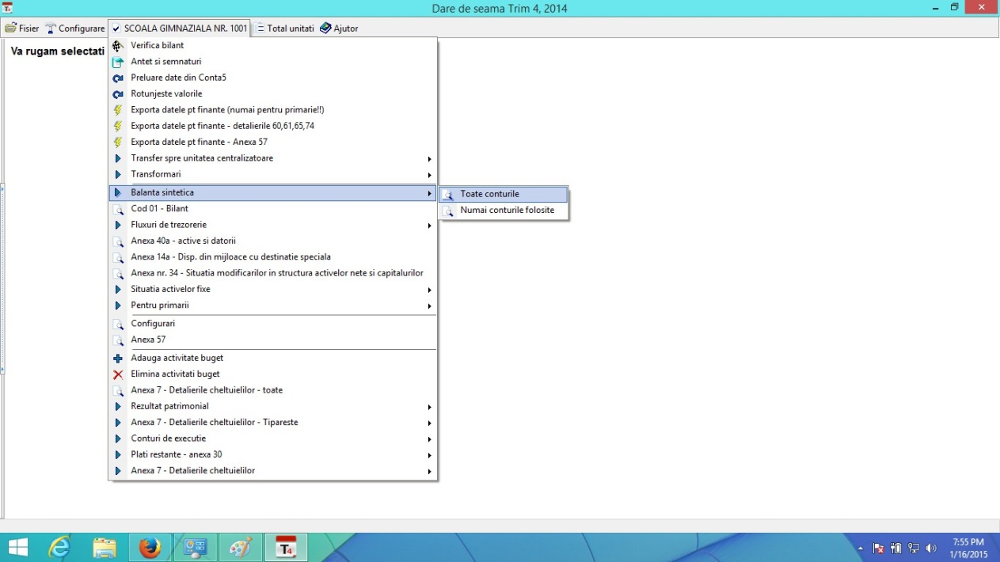 Dare de seama Trim 4, 2014
Fisier Configurare SCOALA GIMNAZIALA NR. 1001 Total unitati Ajutor
Va rugam selectati
Verifica bilant
Antet si semnaturi
Preluare date din Conta5
Rotunjeste valorile
Exporta datele pt finante (numai pentru primarie!!)
Exporta datele pt finante - detalierile 60,61,65,74
Exporta datele pt finante - Anexa 57
Transfer spre unitatea centralizatoare
Transformari
Balanta sintetica
Toate conturile
Numai conturile folosite
Cod 01 - Bilant
Fluxuri de trezorerie
Anexa 40a - active si datorii
Anexa 14a - Disp. din mijloace cu destinatie speciala
Anexa nr. 34 - Situatia modificarilor in structura activelor nete si capitalurilor
Situatia activelor fixe
Pentru primarii
Configurari
Anexa 57
Adauga activitate buget
Elimina activitati buget
Anexa 7 - Detalierile cheltuielilor - toate
Rezultat patrimonial
Anexa 7 - Detalierile cheltuielilor - Tipareste
Conturi de executie
Plati restante - anexa 30
Anexa 7 - Detalierile cheltuielilor
T4
7:55 PM
1/16/2015